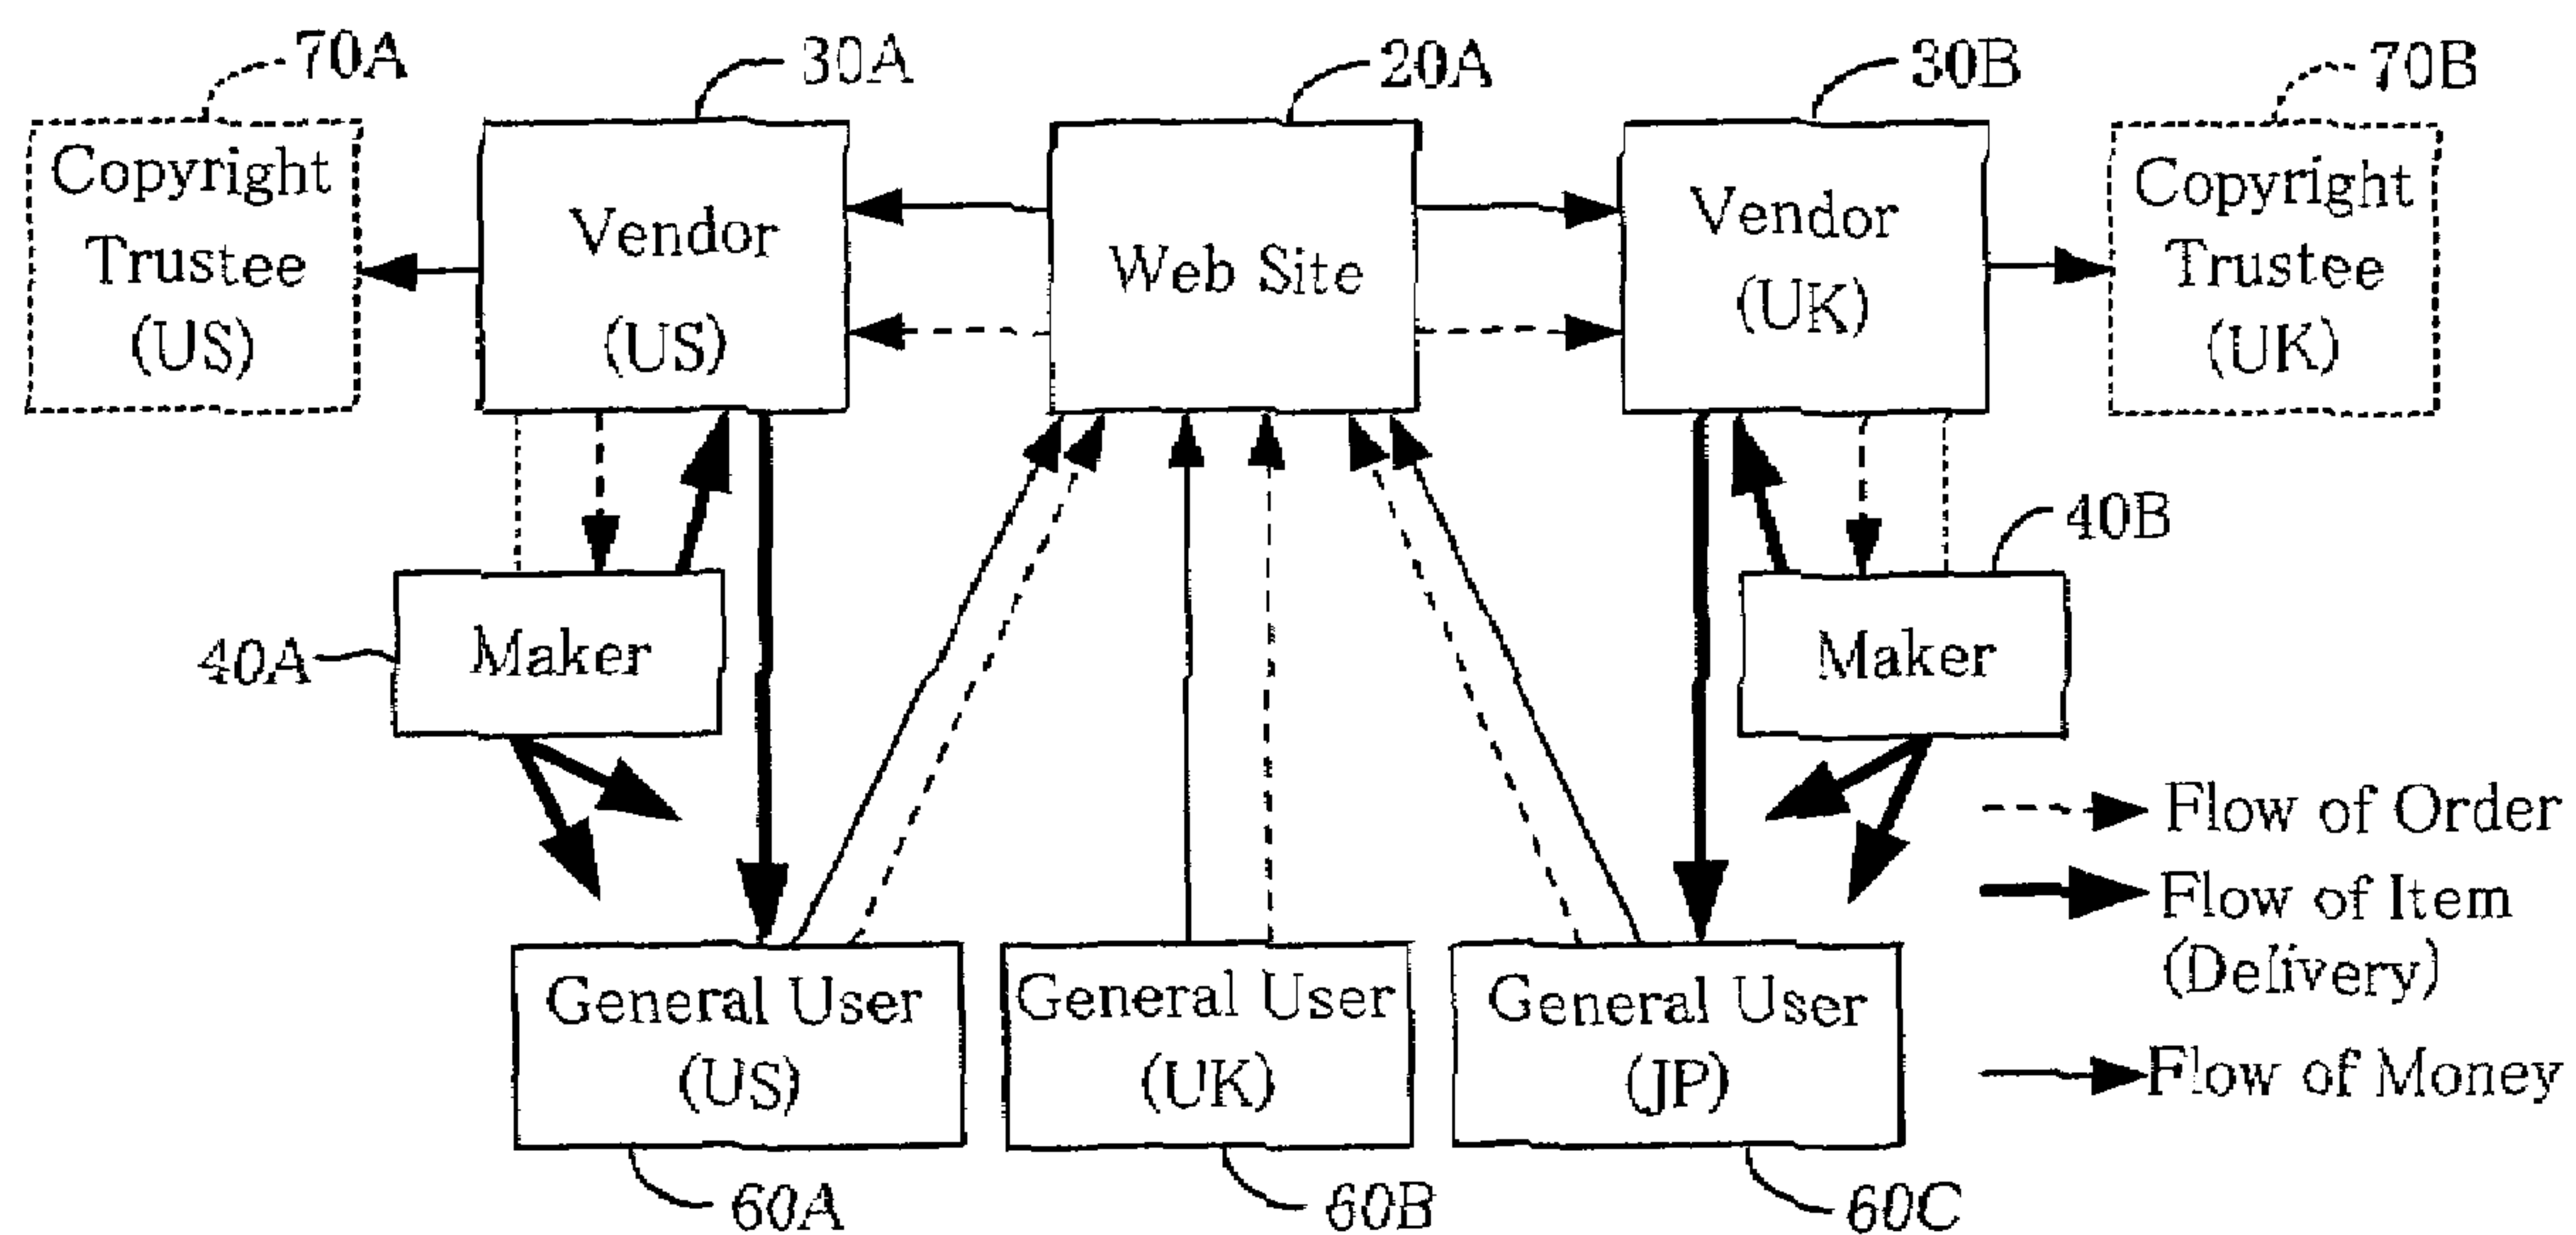 70A
30A
20A
30B
70B
Copyright
Trustee
(US)
Vendor
(US)
Web Site
Vendor
(UK)
Copyright
Trustee
(UK)
40B
40A
Maker
Maker
Flow of Order
Flow of Item
(Delivery)
Flow of Money
General User
(US)
General User
(UK)
General User
(JP)
60A
60B
60C